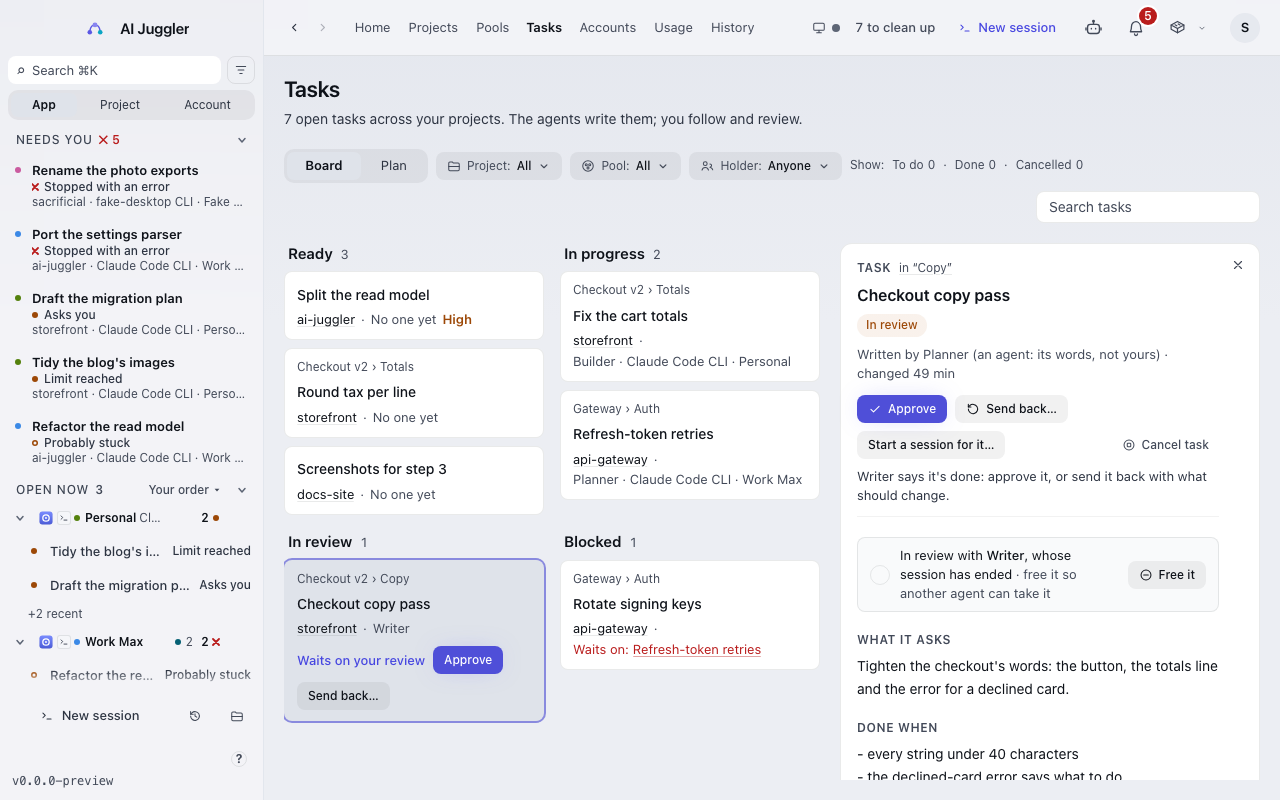 AI Juggler
Search ⌘K
App Project Account
NEEDS YOU 5
Rename the photo exports
Stopped with an error
sacrificial · fake-desktop CLI · Fake ...
Port the settings parser
Stopped with an error
ai-juggler · Claude Code CLI · Work ...
Draft the migration plan
Asks you
storefront · Claude Code CLI · Perso...
Tidy the blog's images
Limit reached
storefront · Claude Code CLI · Perso...
Refactor the read model
Probably stuck
ai-juggler · Claude Code CLI · Work ...
OPEN NOW 3 Your order
Personal Cl... 2
Tidy the blog's i... Limit reached
Draft the migration p... Asks you
+2 recent
Work Max 2 2
Refactor the re... Probably stuck
New session
?
v0.0.0-preview
Home Projects Pools Tasks Accounts Usage History
7 to clean up New session 5 S
Tasks
7 open tasks across your projects. The agents write them; you follow and review.
Board Plan Project: All Pool: All Holder: Anyone Show: To do 0 · Done 0 · Cancelled 0
Search tasks
Ready 3
Split the read model
ai-juggler · No one yet High
Checkout v2 › Totals
Round tax per line
storefront · No one yet
Screenshots for step 3
docs-site · No one yet
In progress 2
Checkout v2 › Totals
Fix the cart totals
storefront ·
Builder · Claude Code CLI · Personal
Gateway › Auth
Refresh-token retries
api-gateway ·
Planner · Claude Code CLI · Work Max
In review 1
Checkout v2 › Copy
Checkout copy pass
storefront · Writer
Waits on your review Approve
Send back...
Blocked 1
Gateway › Auth
Rotate signing keys
api-gateway ·
Waits on: Refresh-token retries
TASK in “Copy”
Checkout copy pass
In review
Written by Planner (an agent: its words, not yours) ·
changed 49 min
Approve Send back...
Start a session for it... Cancel task
Writer says it's done: approve it, or send it back with what
should change.
In review with Writer, whose
session has ended · free it so
another agent can take it
Free it
WHAT IT ASKS
Tighten the checkout's words: the button, the totals line
and the error for a declined card.
DONE WHEN
- every string under 40 characters
- the declined-card error says what to do